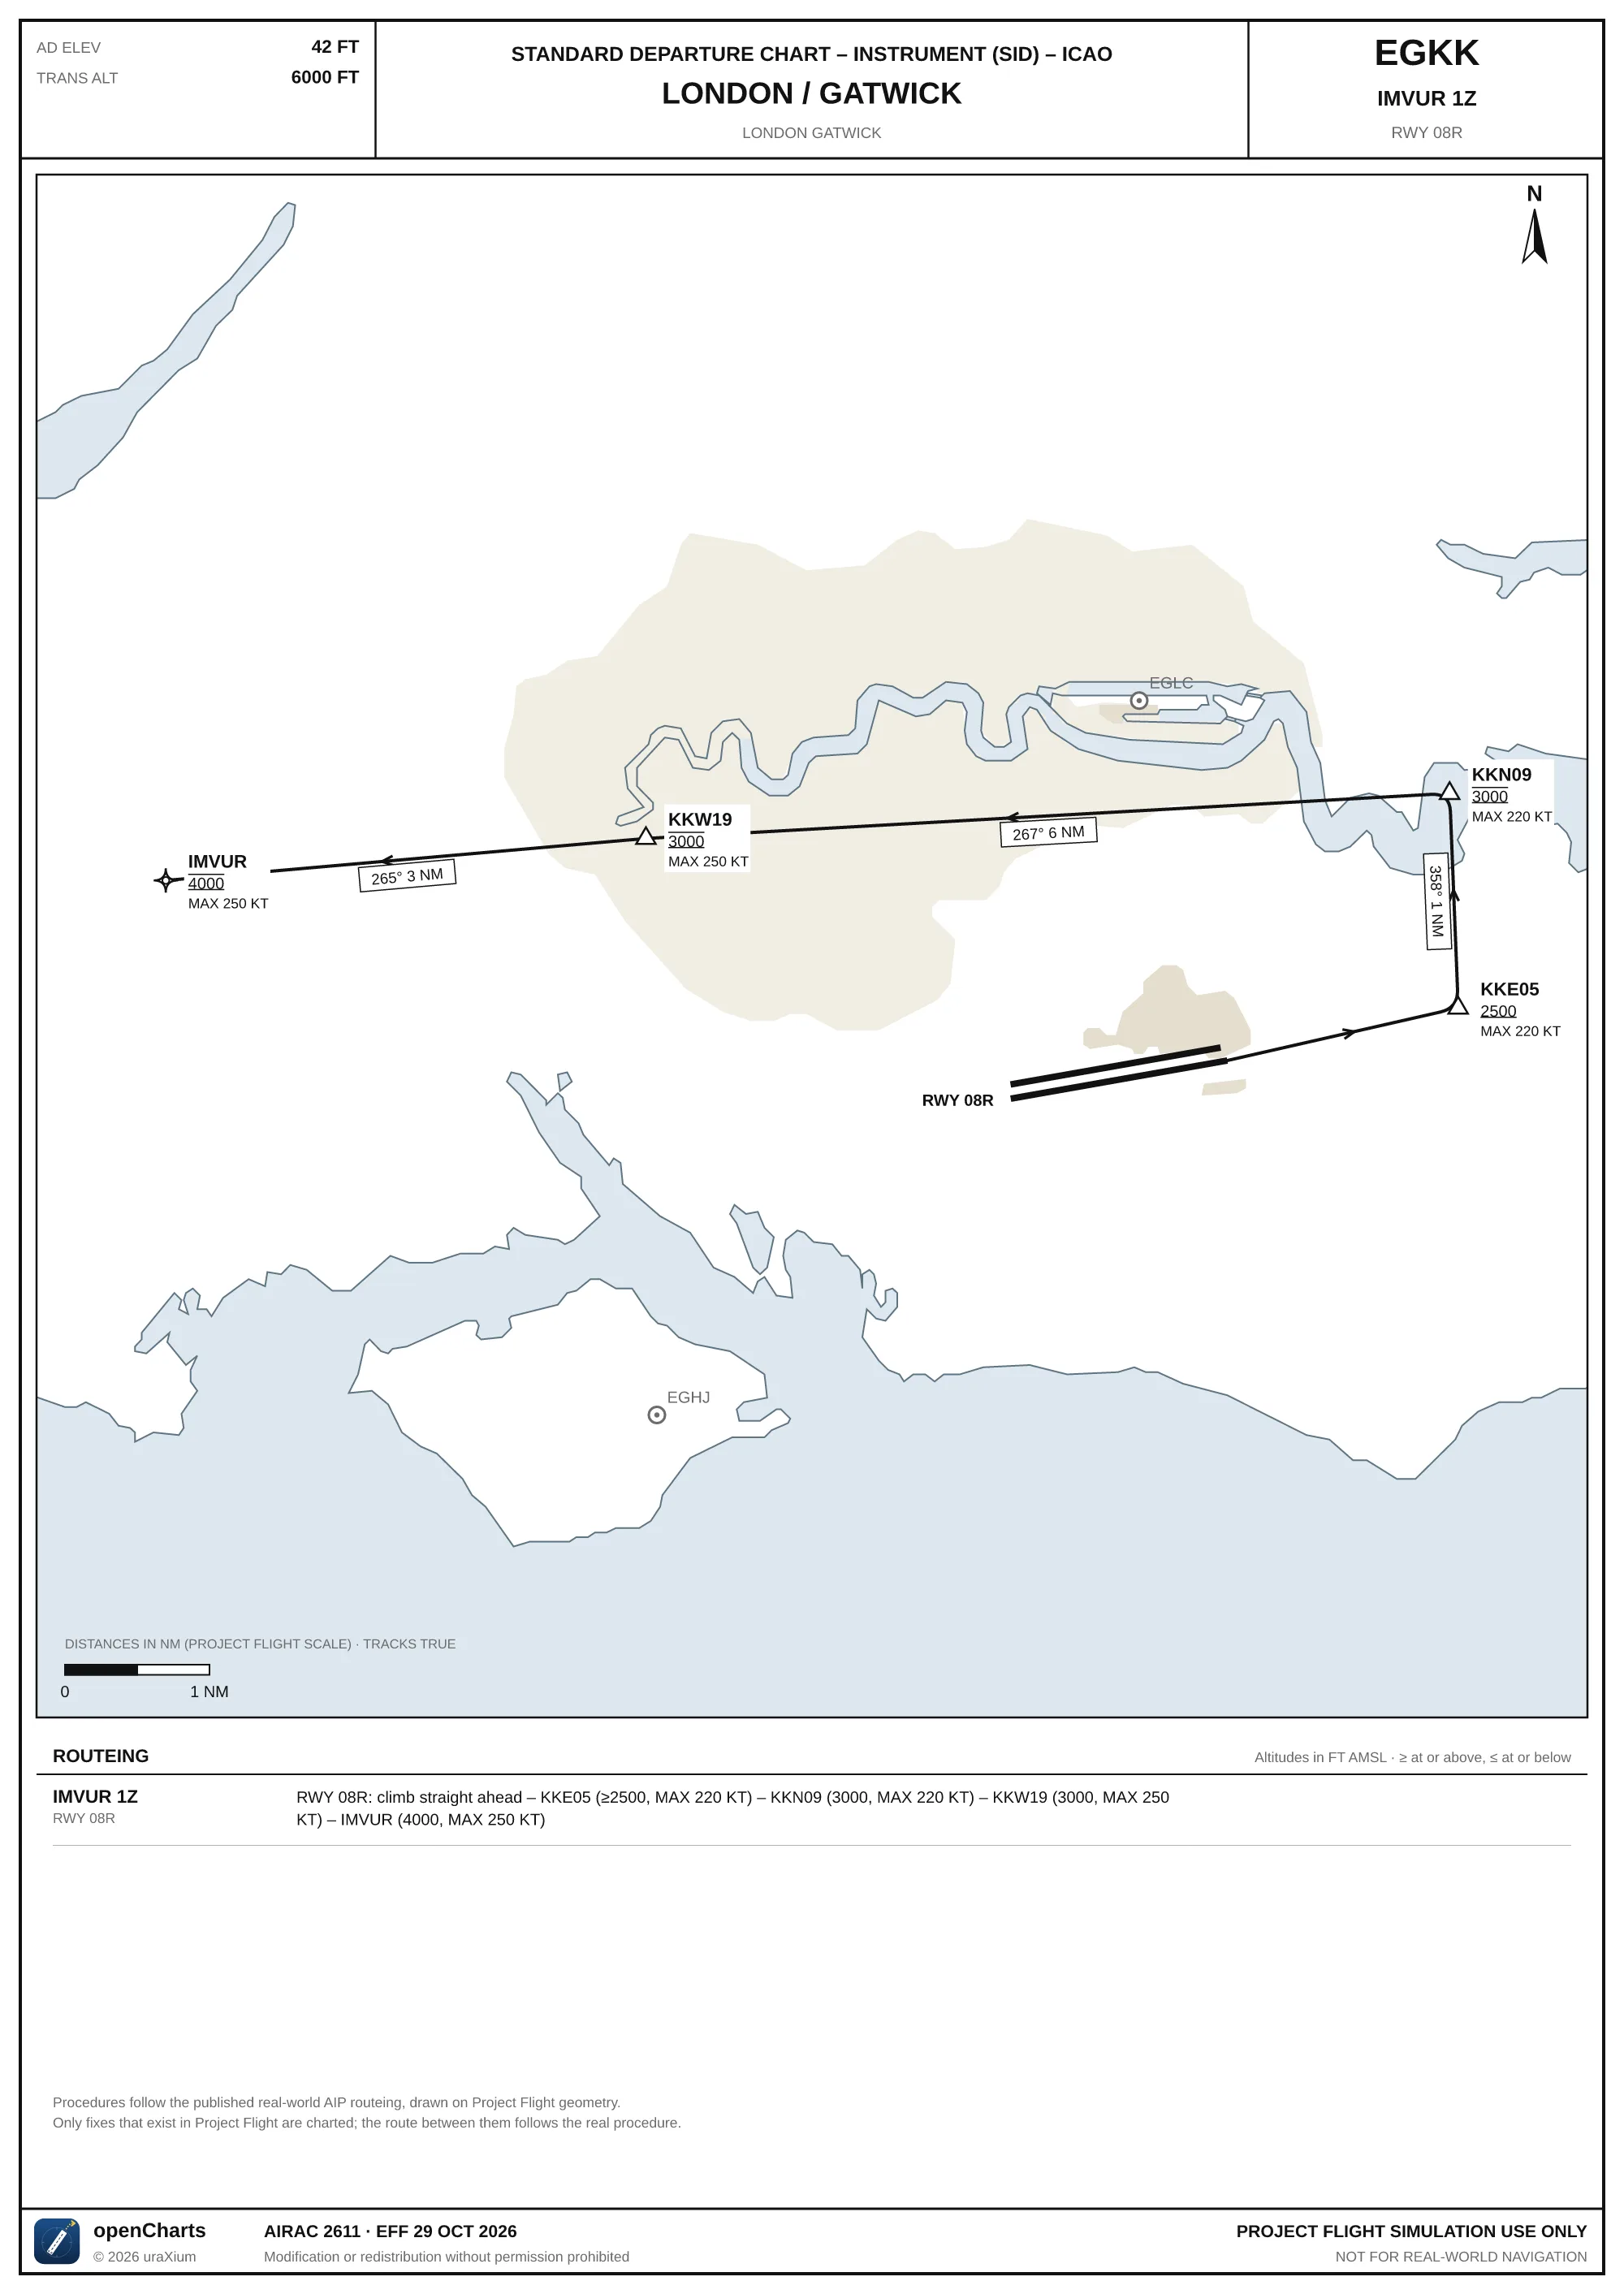 AD ELEV 42 FT
TRANS ALT 6000 FT
STANDARD DEPARTURE CHART – INSTRUMENT (SID) – ICAO
LONDON / GATWICK
LONDON GATWICK
EGKK
IMVUR 1Z
RWY 08R
N
EGLC
KKN09
3000
MAX 220 KT
KKW19
3000
MAX 250 KT
267° 6 NM
IMVUR
4000
MAX 250 KT
265° 3 NM
358° 1 NM
KKE05
2500
MAX 220 KT
RWY 08R
EGHJ
DISTANCES IN NM (PROJECT FLIGHT SCALE) · TRACKS TRUE
0 1 NM
ROUTEING
Altitudes in FT AMSL · ≥ at or above, ≤ at or below
IMVUR 1Z
RWY 08R
RWY 08R: climb straight ahead – KKE05 (≥2500, MAX 220 KT) – KKN09 (3000, MAX 220 KT) – KKW19 (3000, MAX 250
KT) – IMVUR (4000, MAX 250 KT)
Procedures follow the published real-world AIP routeing, drawn on Project Flight geometry.
Only fixes that exist in Project Flight are charted; the route between them follows the real procedure.
openCharts
© 2026 uraXium
AIRAC 2611 · EFF 29 OCT 2026
Modification or redistribution without permission prohibited
PROJECT FLIGHT SIMULATION USE ONLY
NOT FOR REAL-WORLD NAVIGATION